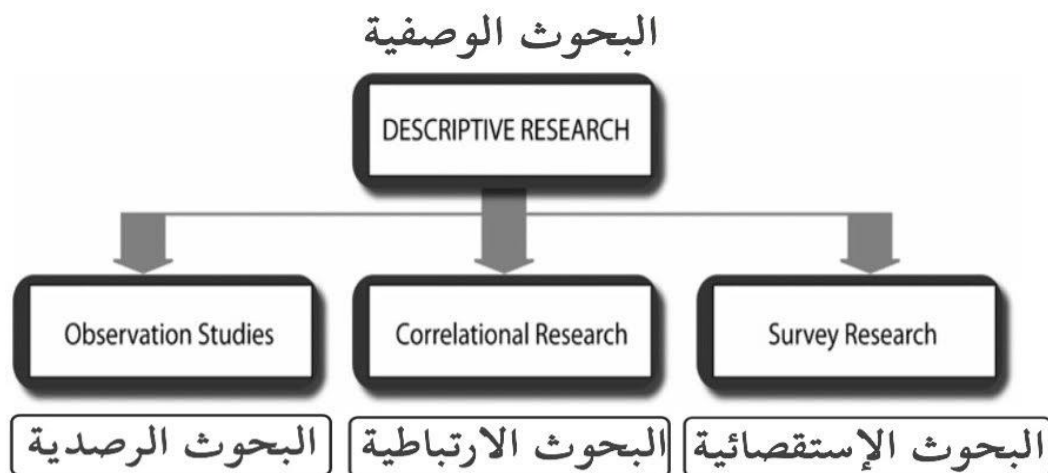 البحوث الوصفية
DESCRIPTIVE RESEARCH
Observation Studies
Correlational Research
Survey Research
البحوث الرصدية
البحوث الارتباطية
البحوث الإستقصائية